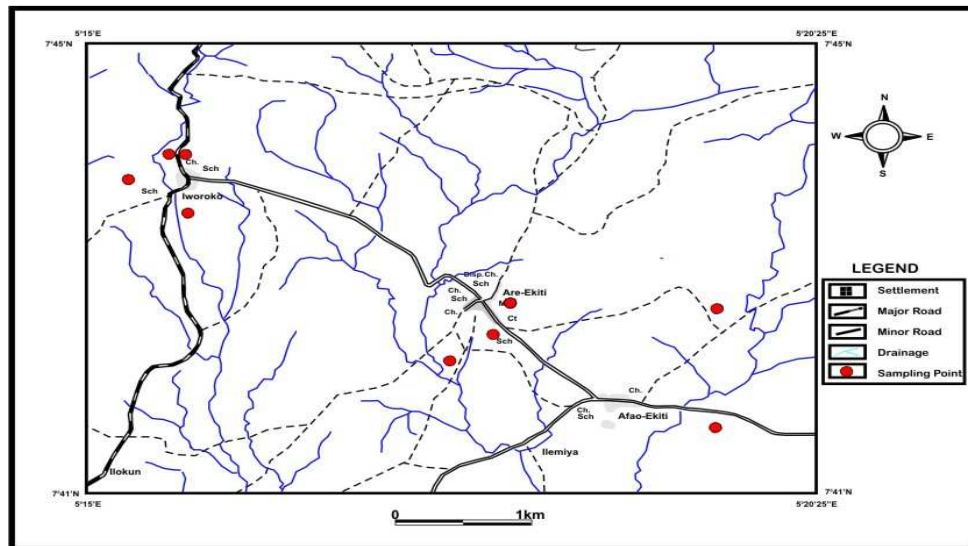 5'15'E
5'20'25"E
7'45'N
7'45'N
N
W
E
S
Ch.
Sch
Sch
Iworoko
Disp.Ch.
Sch
Are-Ekiti
Ch.
Sch
M
Ch.
Ct
Sch
Ch.
Ch.
Sch
Afao-Ekiti
Ilemiya
Ilokun
7'41'N
7'41'N
5'15'E
5'20'25"E
0
1km
LEGEND
Settlement
Major Road
Minor Road
Drainage
Sampling Point